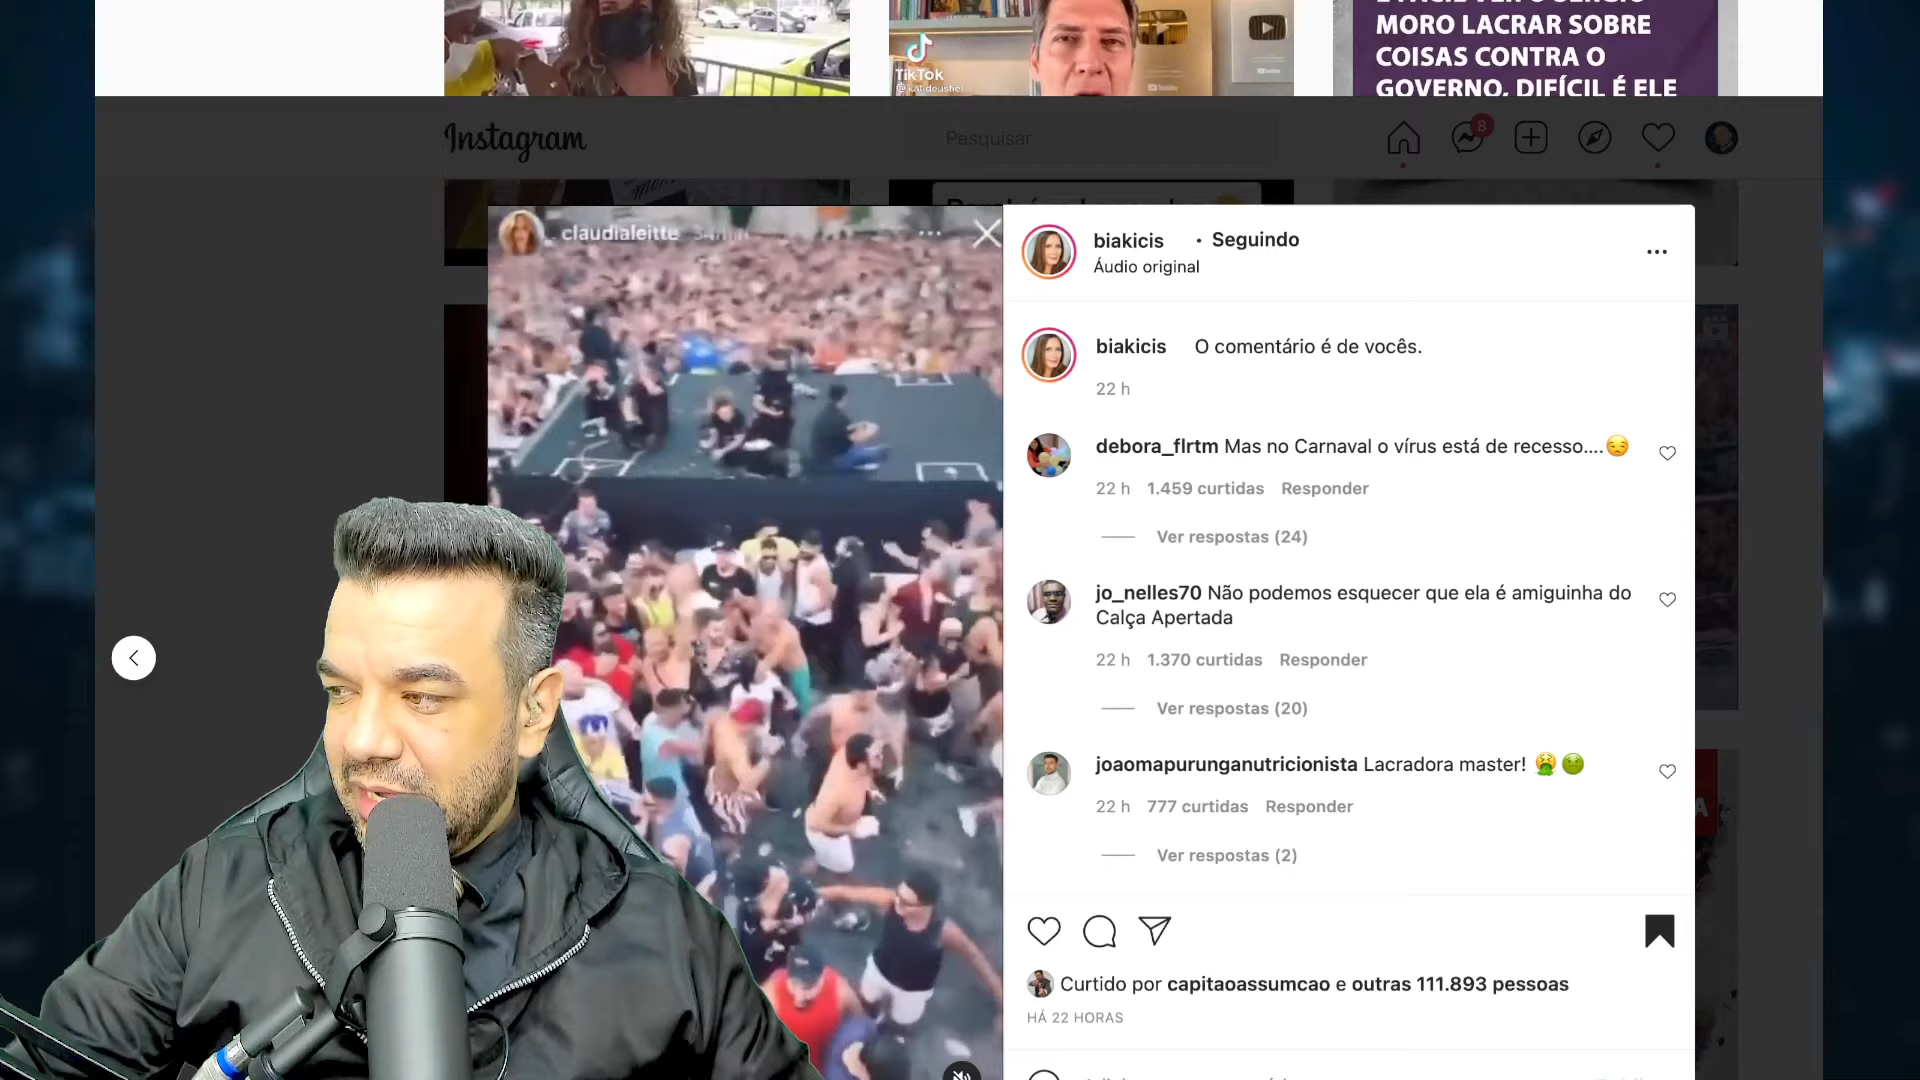 MORO LACRAR SOBRE
COISAS CONTRA O
GOVERNO, DIFÍCIL É ELE
TikTok
@kat.deusfiel
Instagram
Pesquisar
8
claudialeitte
biakicis • Seguindo
Áudio original
biakicis O comentário é de vocês.
22 h
debora_flrtm Mas no Carnaval o vírus está de recesso....😒
22 h 1.459 curtidas Responder
Ver respostas (24)
jo_nelles70 Não podemos esquecer que ela é amiguinha do
Calça Apertada
22 h 1.370 curtidas Responder
Ver respostas (20)
joaomapurunganutricionista Lacradora master! 🤮🤢
22 h 777 curtidas Responder
Ver respostas (2)
Curtido por capitaoassumcao e outras 111.893 pessoas
HÁ 22 HORAS